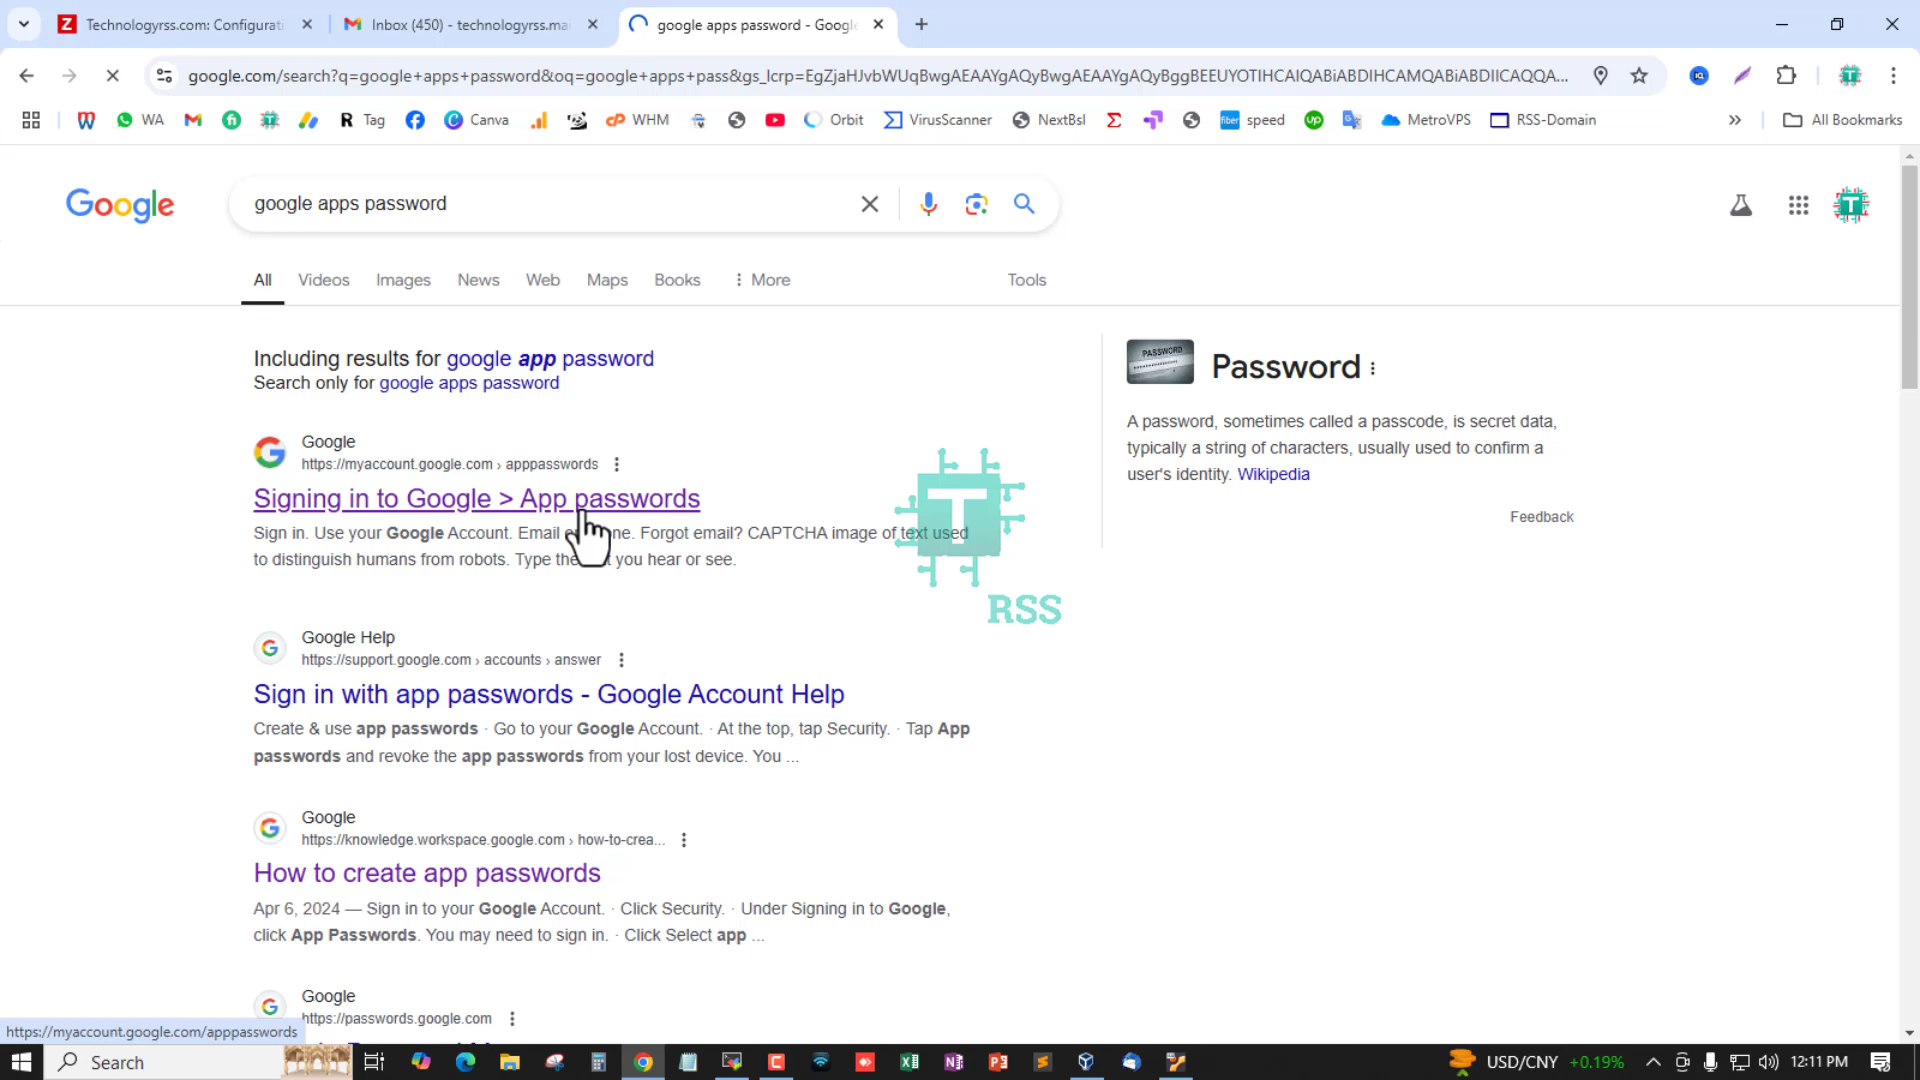 Technologyrss.com: Configurati
Inbox (450) - technologyrss.ma
google apps password - Google
google.com/search?q=google+apps+password&oq=google+apps+pass&gs_lcrp=EgZjaHJvbWUqBwgAEAAYgAQyBwgAEAAYgAQyBggBEEUYOTIHCAIQABiABDIHCAMQABiABDIICAQQA...
WA
Tag
Canva
WHM
Orbit
VirusScanner
NextBsl
speed
MetroVPS
RSS-Domain
All Bookmarks
Google
google apps password
All Videos Images News Web Maps Books More Tools
Including results for google app password
Search only for google apps password
Google
https://myaccount.google.com › apppasswords
Signing in to Google > App passwords
Sign in. Use your Google Account. Email ne. Forgot email? CAPTCHA image of text used
to distinguish humans from robots. Type the you hear or see.
Google Help
https://support.google.com › accounts › answer
Sign in with app passwords - Google Account Help
Create & use app passwords · Go to your Google Account. · At the top, tap Security. · Tap App
passwords and revoke the app passwords from your lost device. You ...
Google
https://knowledge.workspace.google.com › how-to-crea...
How to create app passwords
Apr 6, 2024 — Sign in to your Google Account. · Click Security. · Under Signing in to Google,
click App Passwords. You may need to sign in. · Click Select app ...
Google
https://passwords.google.com
Password
A password, sometimes called a passcode, is secret data,
typically a string of characters, usually used to confirm a
user's identity. Wikipedia
Feedback
T
RSS
https://myaccount.google.com/apppasswords
Search
USD/CNY +0.19%
12:11 PM